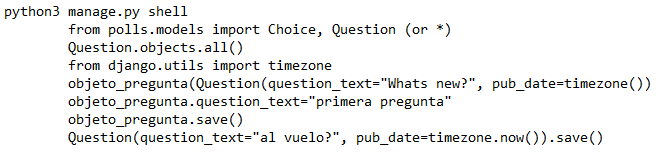 python3 manage.py shell
from polls.models import Choice, Question (or *)
Question.objects.all()
from django.utils import timezone
objeto_pregunta(Question(question_text="Whats new?", pub_date=timezone())
objeto_pregunta.question_text="primera pregunta"
objeto_pregunta.save()
Question(question_text="al vuelo?", pub_date=timezone.now()).save()